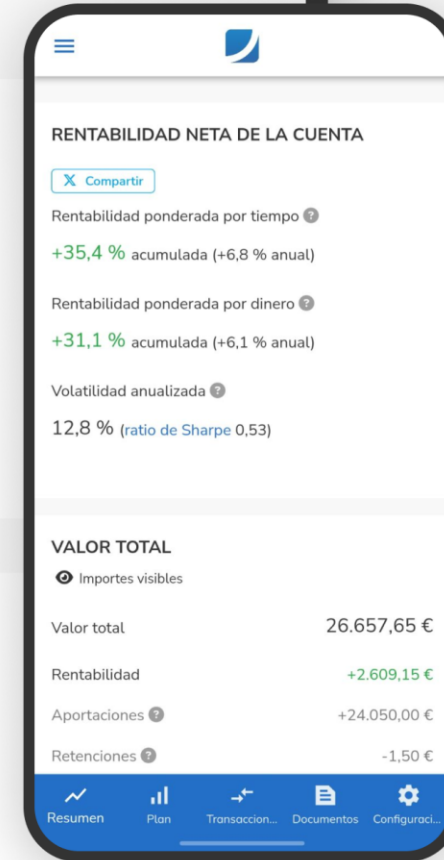 RENTABILIDAD NETA DE LA CUENTA
X Compartir
Rentabilidad ponderada por tiempo ?
+35,4 % acumulada (+6,8 % anual)
Rentabilidad ponderada por dinero ?
+31,1 % acumulada (+6,1 % anual)
Volatilidad anualizada ?
12,8 % (ratio de Sharpe 0,53)
VALOR TOTAL
Importes visibles
Valor total 26.657,65 €
Rentabilidad +2.609,15 €
Aportaciones ? +24.050,00 €
Retenciones ? -1,50 €
Resumen Plan Transaccion... Documentos Configuraci...